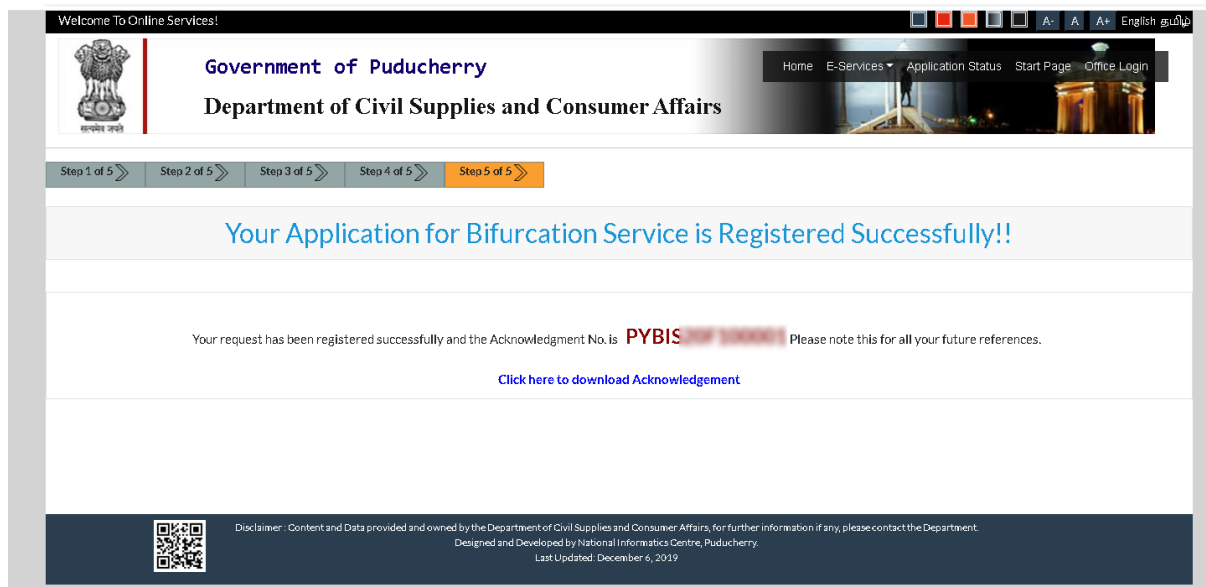 Welcome To Online Services!
A- A A+ English தமிழ்
Government of Puducherry
Home E-Services Application Status Start Page Office Login
Department of Civil Supplies and Consumer Affairs
सत्यमेव जयते
Step 1 of 5 Step 2 of 5 Step 3 of 5 Step 4 of 5 Step 5 of 5
Your Application for Bifurcation Service is Registered Successfully!!
Your request has been registered successfully and the Acknowledgment No. is PYBIS Please note this for all your future references.
Click here to download Acknowledgement
Disclaimer : Content and Data provided and owned by the Department of Civil Supplies and Consumer Affairs, for further information if any, please contact the Department.
Designed and Developed by National Informatics Centre, Puducherry.
Last Updated: December 6, 2019